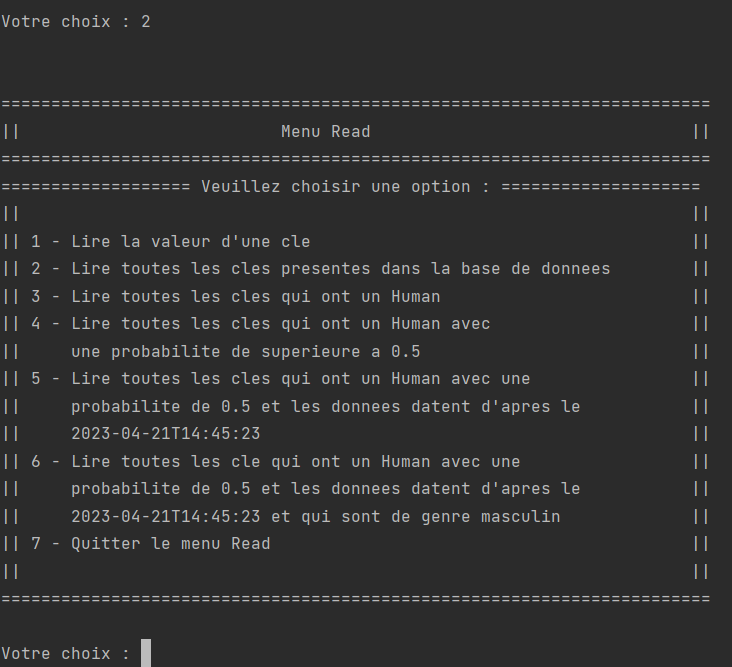 Votre choix : 2
=======================================================================
||                          Menu Read                                ||
=======================================================================
=================== Veuillez choisir une option : ====================
||                                                                   ||
|| 1 - Lire la valeur d'une cle                                      ||
|| 2 - Lire toutes les cles presentes dans la base de donnees        ||
|| 3 - Lire toutes les cles qui ont un Human                         ||
|| 4 - Lire toutes les cles qui ont un Human avec                    ||
||     une probabilite de superieure a 0.5                           ||
|| 5 - Lire toutes les cles qui ont un Human avec une                ||
||     probabilite de 0.5 et les donnees datent d'apres le           ||
||     2023-04-21T14:45:23                                           ||
|| 6 - Lire toutes les cle qui ont un Human avec une                 ||
||     probabilite de 0.5 et les donnees datent d'apres le           ||
||     2023-04-21T14:45:23 et qui sont de genre masculin             ||
|| 7 - Quitter le menu Read                                          ||
||                                                                   ||
=======================================================================
Votre choix :